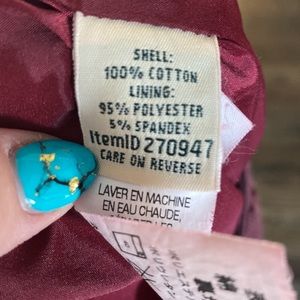 SHELL:
100% COTTON
LINING:
95% POLYESTER
5% SPANDEX
ItemID 270947
CARE ON REVERSE
LAVER EN MACHINE
EN EAU CHAUDE,